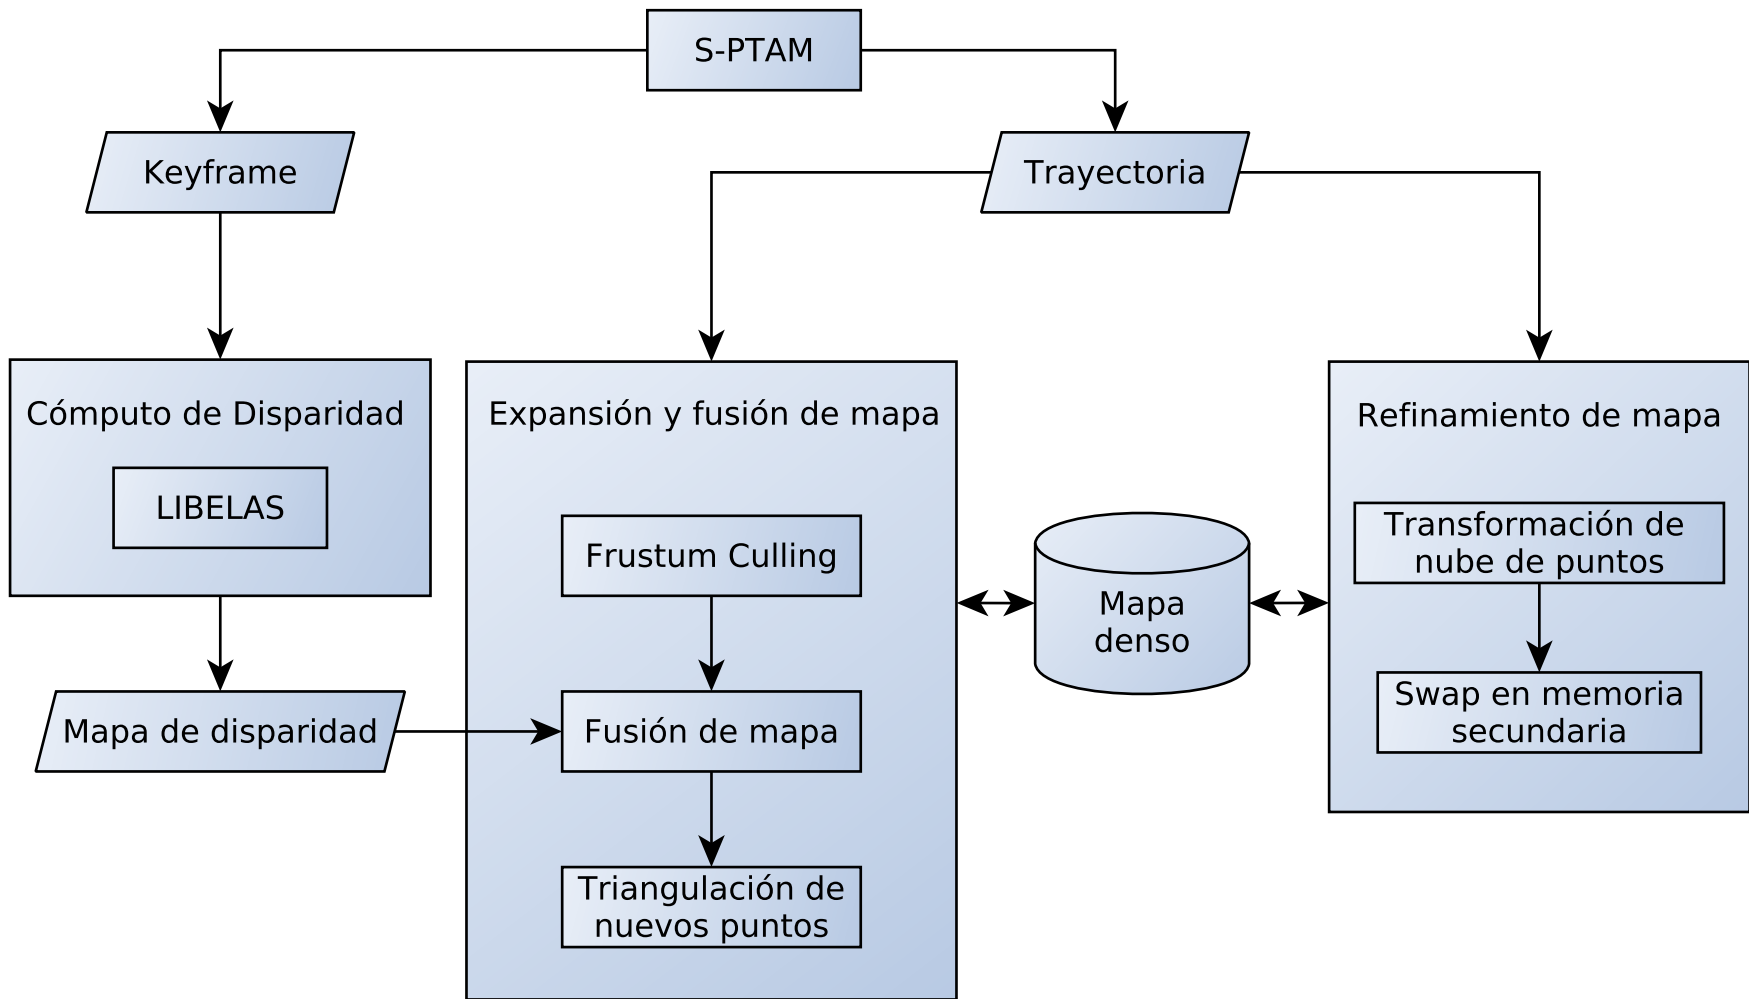 S-PTAM
Keyframe
Trayectoria
Cómputo de Disparidad
LIBELAS
Mapa de disparidad
Expansión y fusión de mapa
Frustum Culling
Fusión de mapa
Triangulación de
nuevos puntos
Mapa
denso
Refinamiento de mapa
Transformación de
nube de puntos
Swap en memoria
secundaria